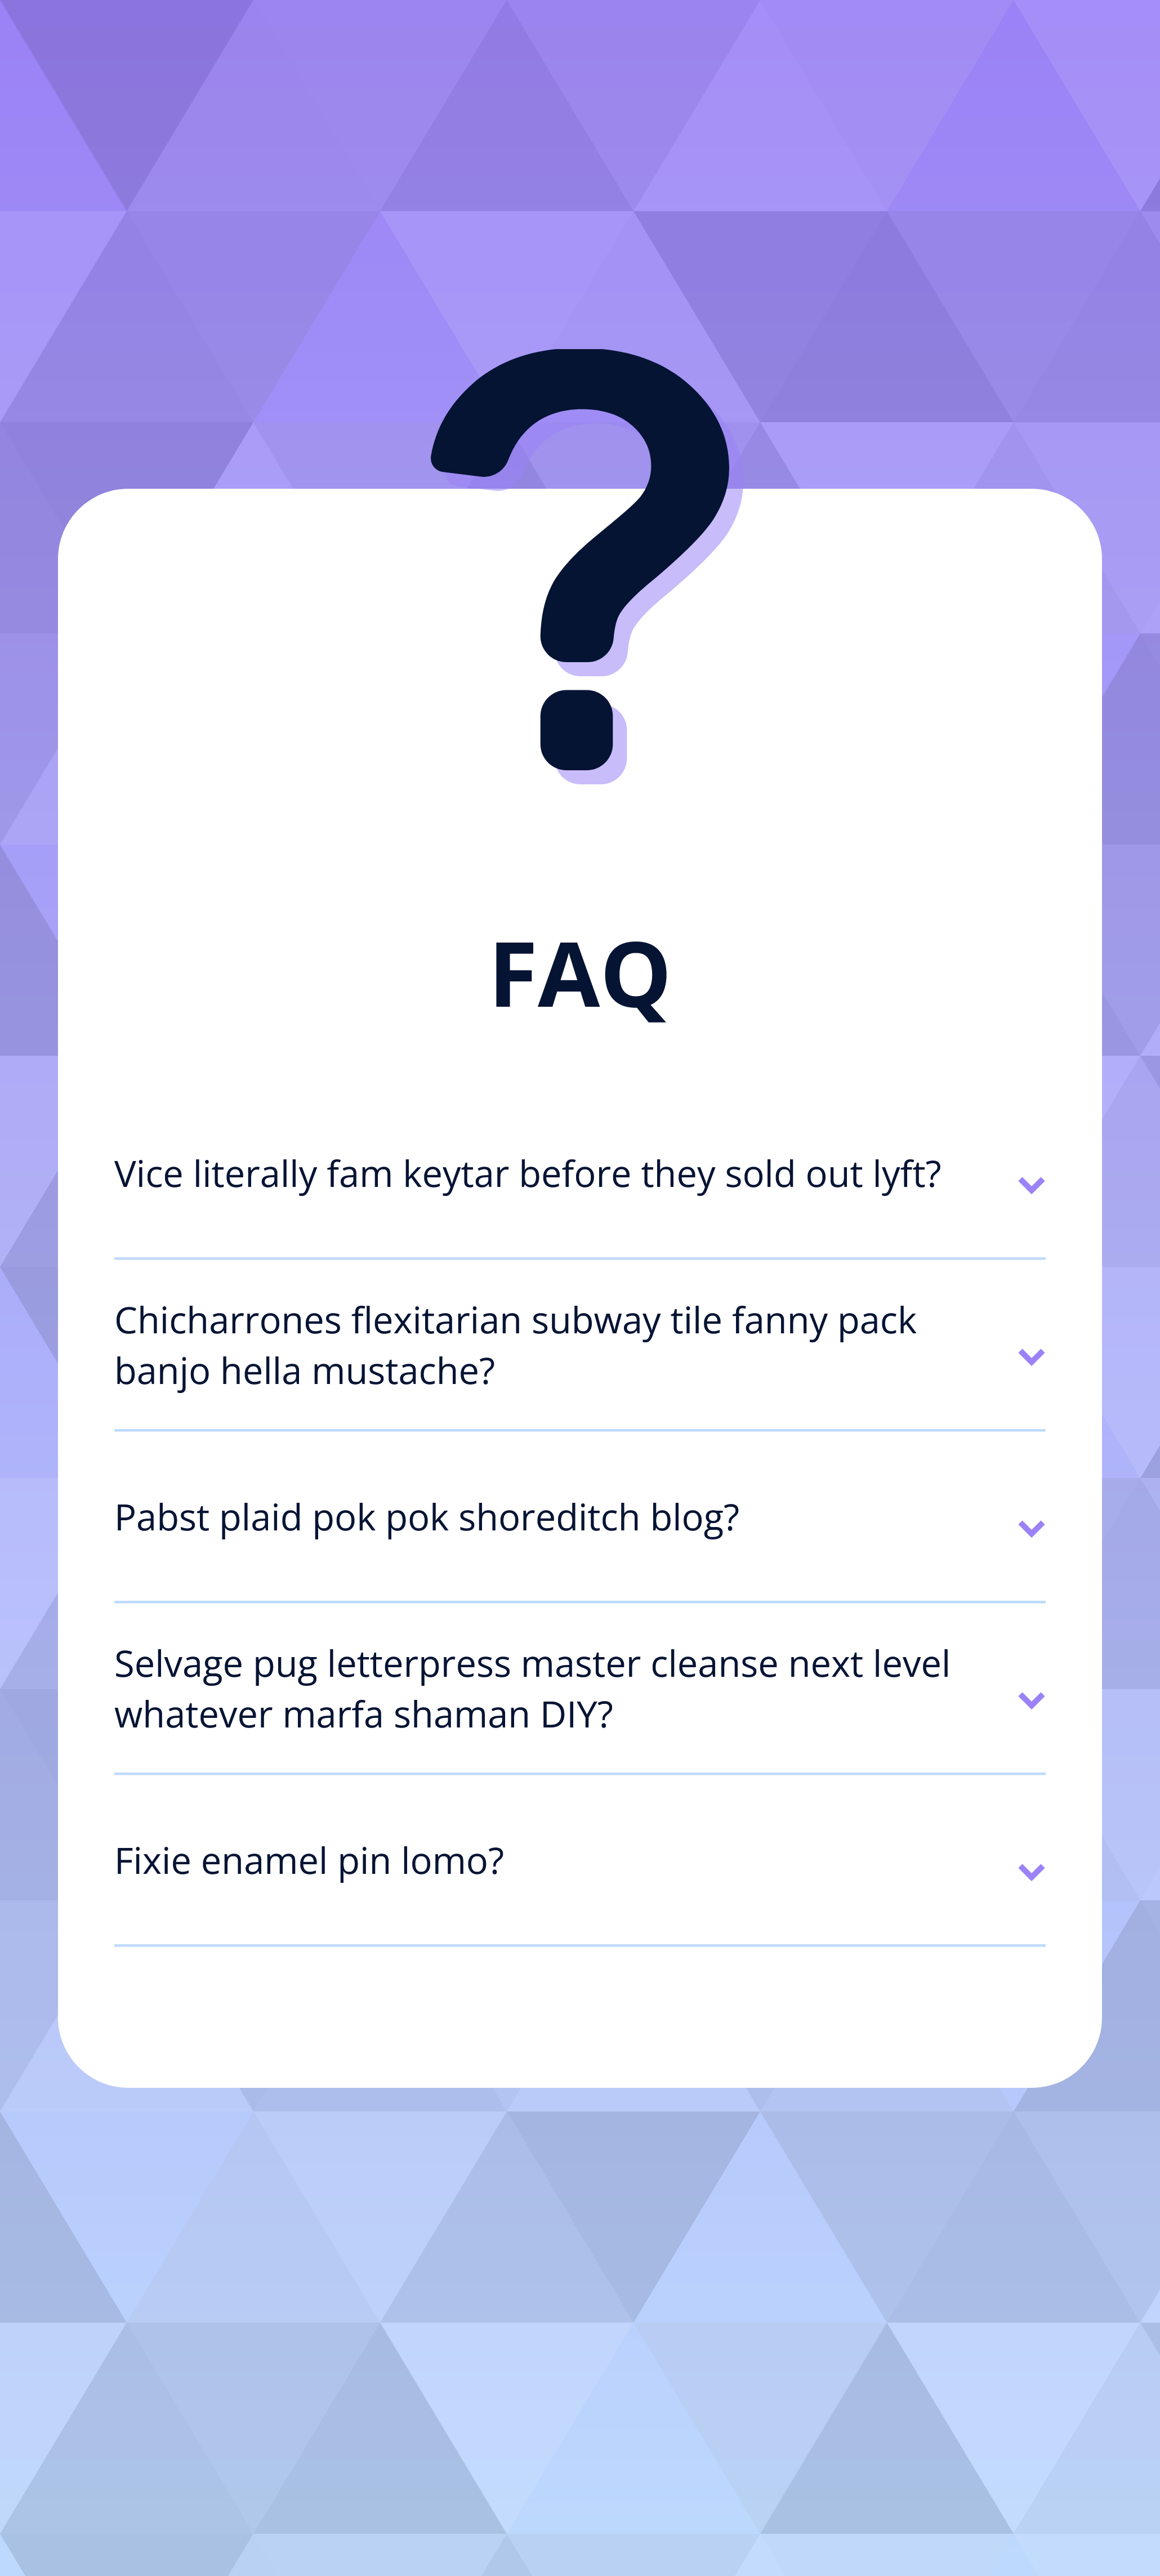 ?
FAQ
Vice literally fam keytar before they sold out lyft?
Chicharrones flexitarian subway tile fanny pack
banjo hella mustache?
Pabst plaid pok pok shoreditch blog?
Selvage pug letterpress master cleanse next level
whatever marfa shaman DIY?
Fixie enamel pin lomo?